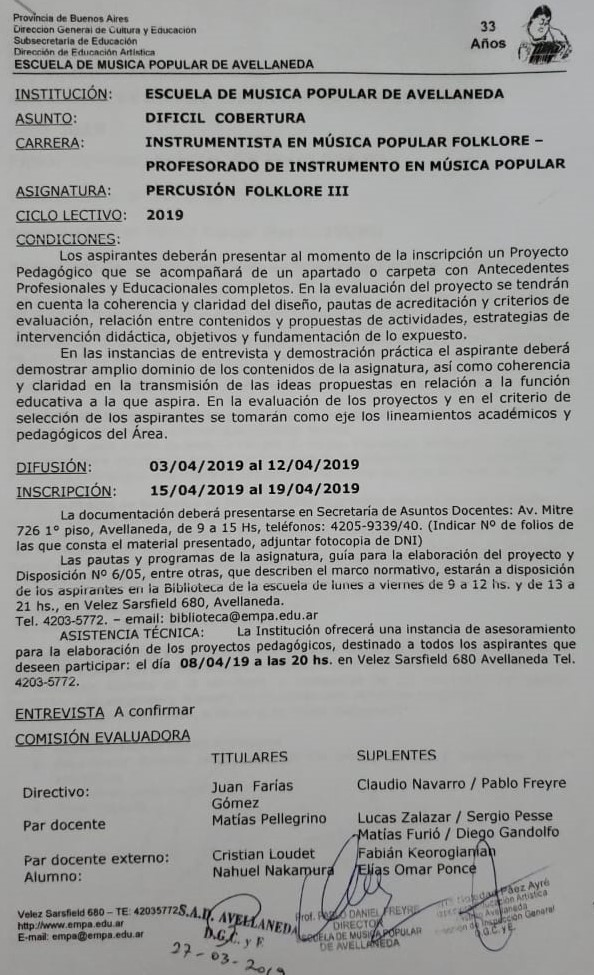 Provincia de Buenos Aires
Dirección General de Cultura y Educación
Subsecretaría de Educación
Dirección de Educación Artística
ESCUELA DE MUSICA POPULAR DE AVELLANEDA
33
Años
INSTITUCIÓN: ESCUELA DE MUSICA POPULAR DE AVELLANEDA
ASUNTO: DIFICIL COBERTURA
CARRERA: INSTRUMENTISTA EN MÚSICA POPULAR FOLKLORE –
PROFESORADO DE INSTRUMENTO EN MÚSICA POPULAR
ASIGNATURA: PERCUSIÓN FOLKLORE III
CICLO LECTIVO: 2019
CONDICIONES:
Los aspirantes deberán presentar al momento de la inscripción un Proyecto
Pedagógico que se acompañará de un apartado o carpeta con Antecedentes
Profesionales y Educacionales completos. En la evaluación del proyecto se tendrán
en cuenta la coherencia y claridad del diseño, pautas de acreditación y criterios de
evaluación, relación entre contenidos y propuestas de actividades, estrategias de
intervención didáctica, objetivos y fundamentación de lo expuesto.
En las instancias de entrevista y demostración práctica el aspirante deberá
demostrar amplio dominio de los contenidos de la asignatura, así como coherencia
y claridad en la transmisión de las ideas propuestas en relación a la función
educativa a la que aspira. En la evaluación de los proyectos y en el criterio de
selección de los aspirantes se tomarán como eje los lineamientos académicos y
pedagógicos del Área.
DIFUSIÓN: 03/04/2019 al 12/04/2019
INSCRIPCIÓN: 15/04/2019 al 19/04/2019
La documentación deberá presentarse en Secretaría de Asuntos Docentes: Av. Mitre
726 1° piso, Avellaneda, de 9 a 15 Hs, teléfonos: 4205-9339/40. (Indicar Nº de folios de
las que consta el material presentado, adjuntar fotocopia de DNI)
Las pautas y programas de la asignatura, guía para la elaboración del proyecto y
Disposición Nº 6/05, entre otras, que describen el marco normativo, estarán a disposición
de los aspirantes en la Biblioteca de la escuela de lunes a viernes de 9 a 12 hs. y de 13 a
21 hs., en Velez Sarsfield 680, Avellaneda.
Tel. 4203-5772. – email: biblioteca@empa.edu.ar
ASISTENCIA TÉCNICA: La Institución ofrecerá una instancia de asesoramiento
para la elaboración de los proyectos pedagógicos, destinado a todos los aspirantes que
deseen participar: el día 08/04/19 a las 20 hs. en Velez Sarsfield 680 Avellaneda Tel.
4203-5772.
ENTREVISTA A confirmar
COMISIÓN EVALUADORA
TITULARES SUPLENTES
Directivo: Juan Farías Gómez Claudio Navarro / Pablo Freyre
Par docente Matías Pellegrino Lucas Zalazar / Sergio Pesse
Matías Furió / Diego Gandolfo
Par docente externo: Cristian Loudet Fabián Keorogianian
Alumno: Nahuel Nakamura Elías Omar Ponce
Velez Sarsfield 680 – TE: 42035772
http://www.empa.edu.ar
E-mail: empa@empa.edu.ar
S.A.D. AVELLANEDA
D.G.C. y E.
27-03-2019
Prof. PABLO DANIEL FREYRE
DIRECTOR
ESCUELA DE MUSICA POPULAR
DE AVELLANEDA
Páez Ayré
Educación Artística
Avellaneda
Inspección General
D.G.C. y E.